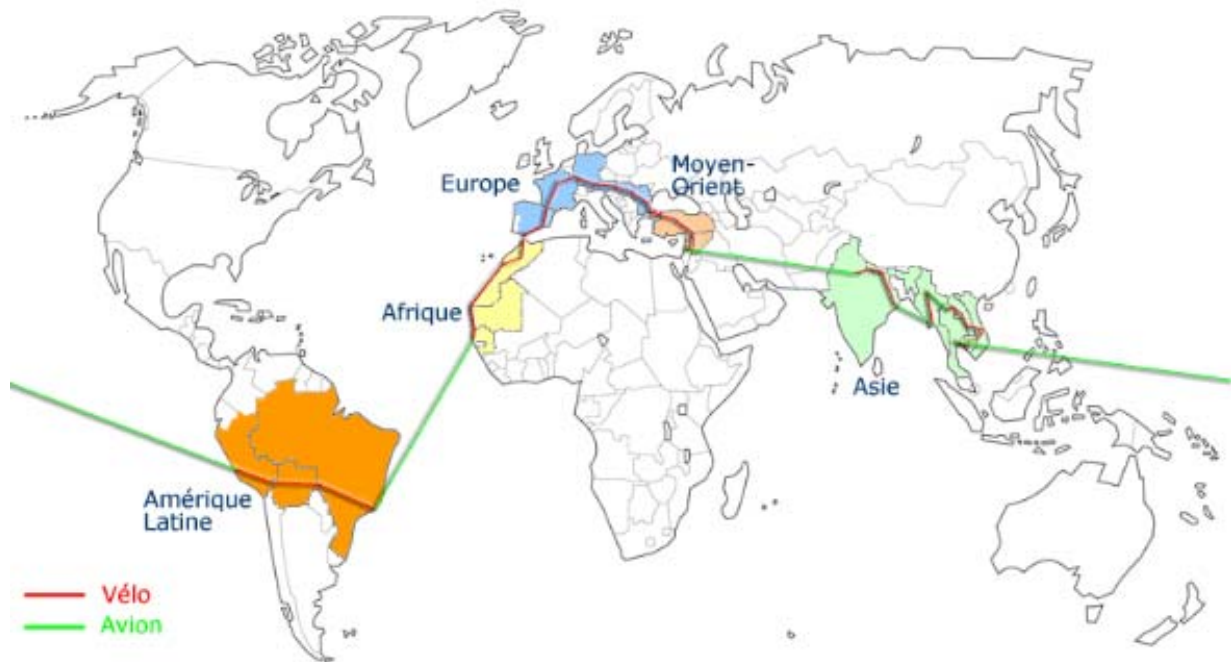 Europe
Moyen-
Orient
Afrique
Asie
Amérique
Latine
Vélo
Avion